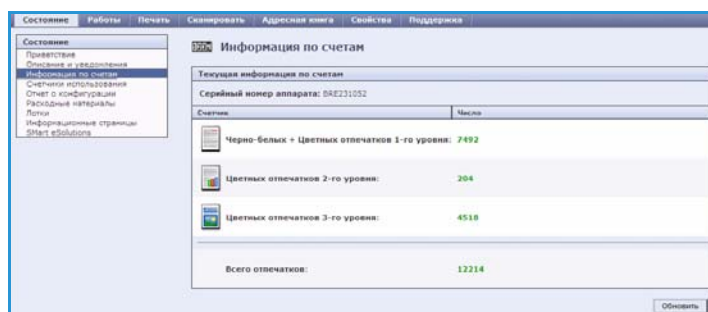 Состояние Работы Печать Сканировать Адресная книга Свойства Поддержка
Состояние
Приветствие
Описание и уведомления
Информация по счетам
Счетчики использования
Отчет о конфигурации
Расходные материалы
Лотки
Информационные страницы
SMart eSolutions
Информация по счетам
Текущая информация по счетам
Серийный номер аппарата: BRE231052
Счетчик Число
Черно-белых + Цветных отпечатков 1-го уровня: 7492
Цветных отпечатков 2-го уровня: 204
Цветных отпечатков 3-го уровня: 4518
Всего отпечатков: 12214
Обновить